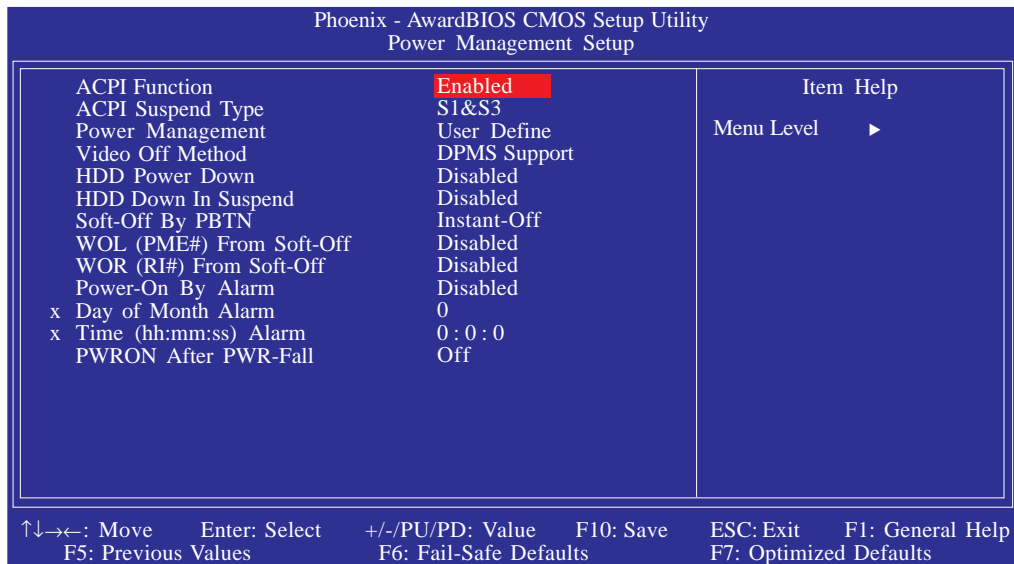 Phoenix - AwardBIOS CMOS Setup Utility
Power Management Setup
ACPI Function Enabled
ACPI Suspend Type S1&S3
Power Management User Define
Video Off Method DPMS Support
HDD Power Down Disabled
HDD Down In Suspend Disabled
Soft-Off By PBTN Instant-Off
WOL (PME#) From Soft-Off Disabled
WOR (RI#) From Soft-Off Disabled
Power-On By Alarm Disabled
x Day of Month Alarm 0
x Time (hh:mm:ss) Alarm 0 : 0 : 0
PWRON After PWR-Fall Off
Item Help
Menu Level ▶
↑↓→←: Move Enter: Select +/-/PU/PD: Value F10: Save ESC: Exit F1: General Help
F5: Previous Values F6: Fail-Safe Defaults F7: Optimized Defaults